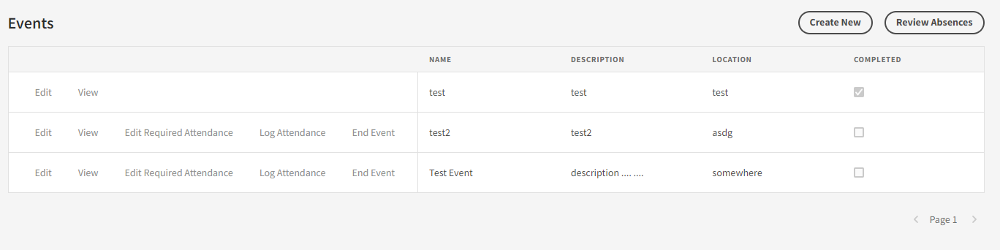 Events Create New Review Absences
NAME DESCRIPTION LOCATION COMPLETED
Edit View test test test
Edit View Edit Required Attendance Log Attendance End Event test2 test2 asdg
Edit View Edit Required Attendance Log Attendance End Event Test Event description .... .... somewhere
Page 1